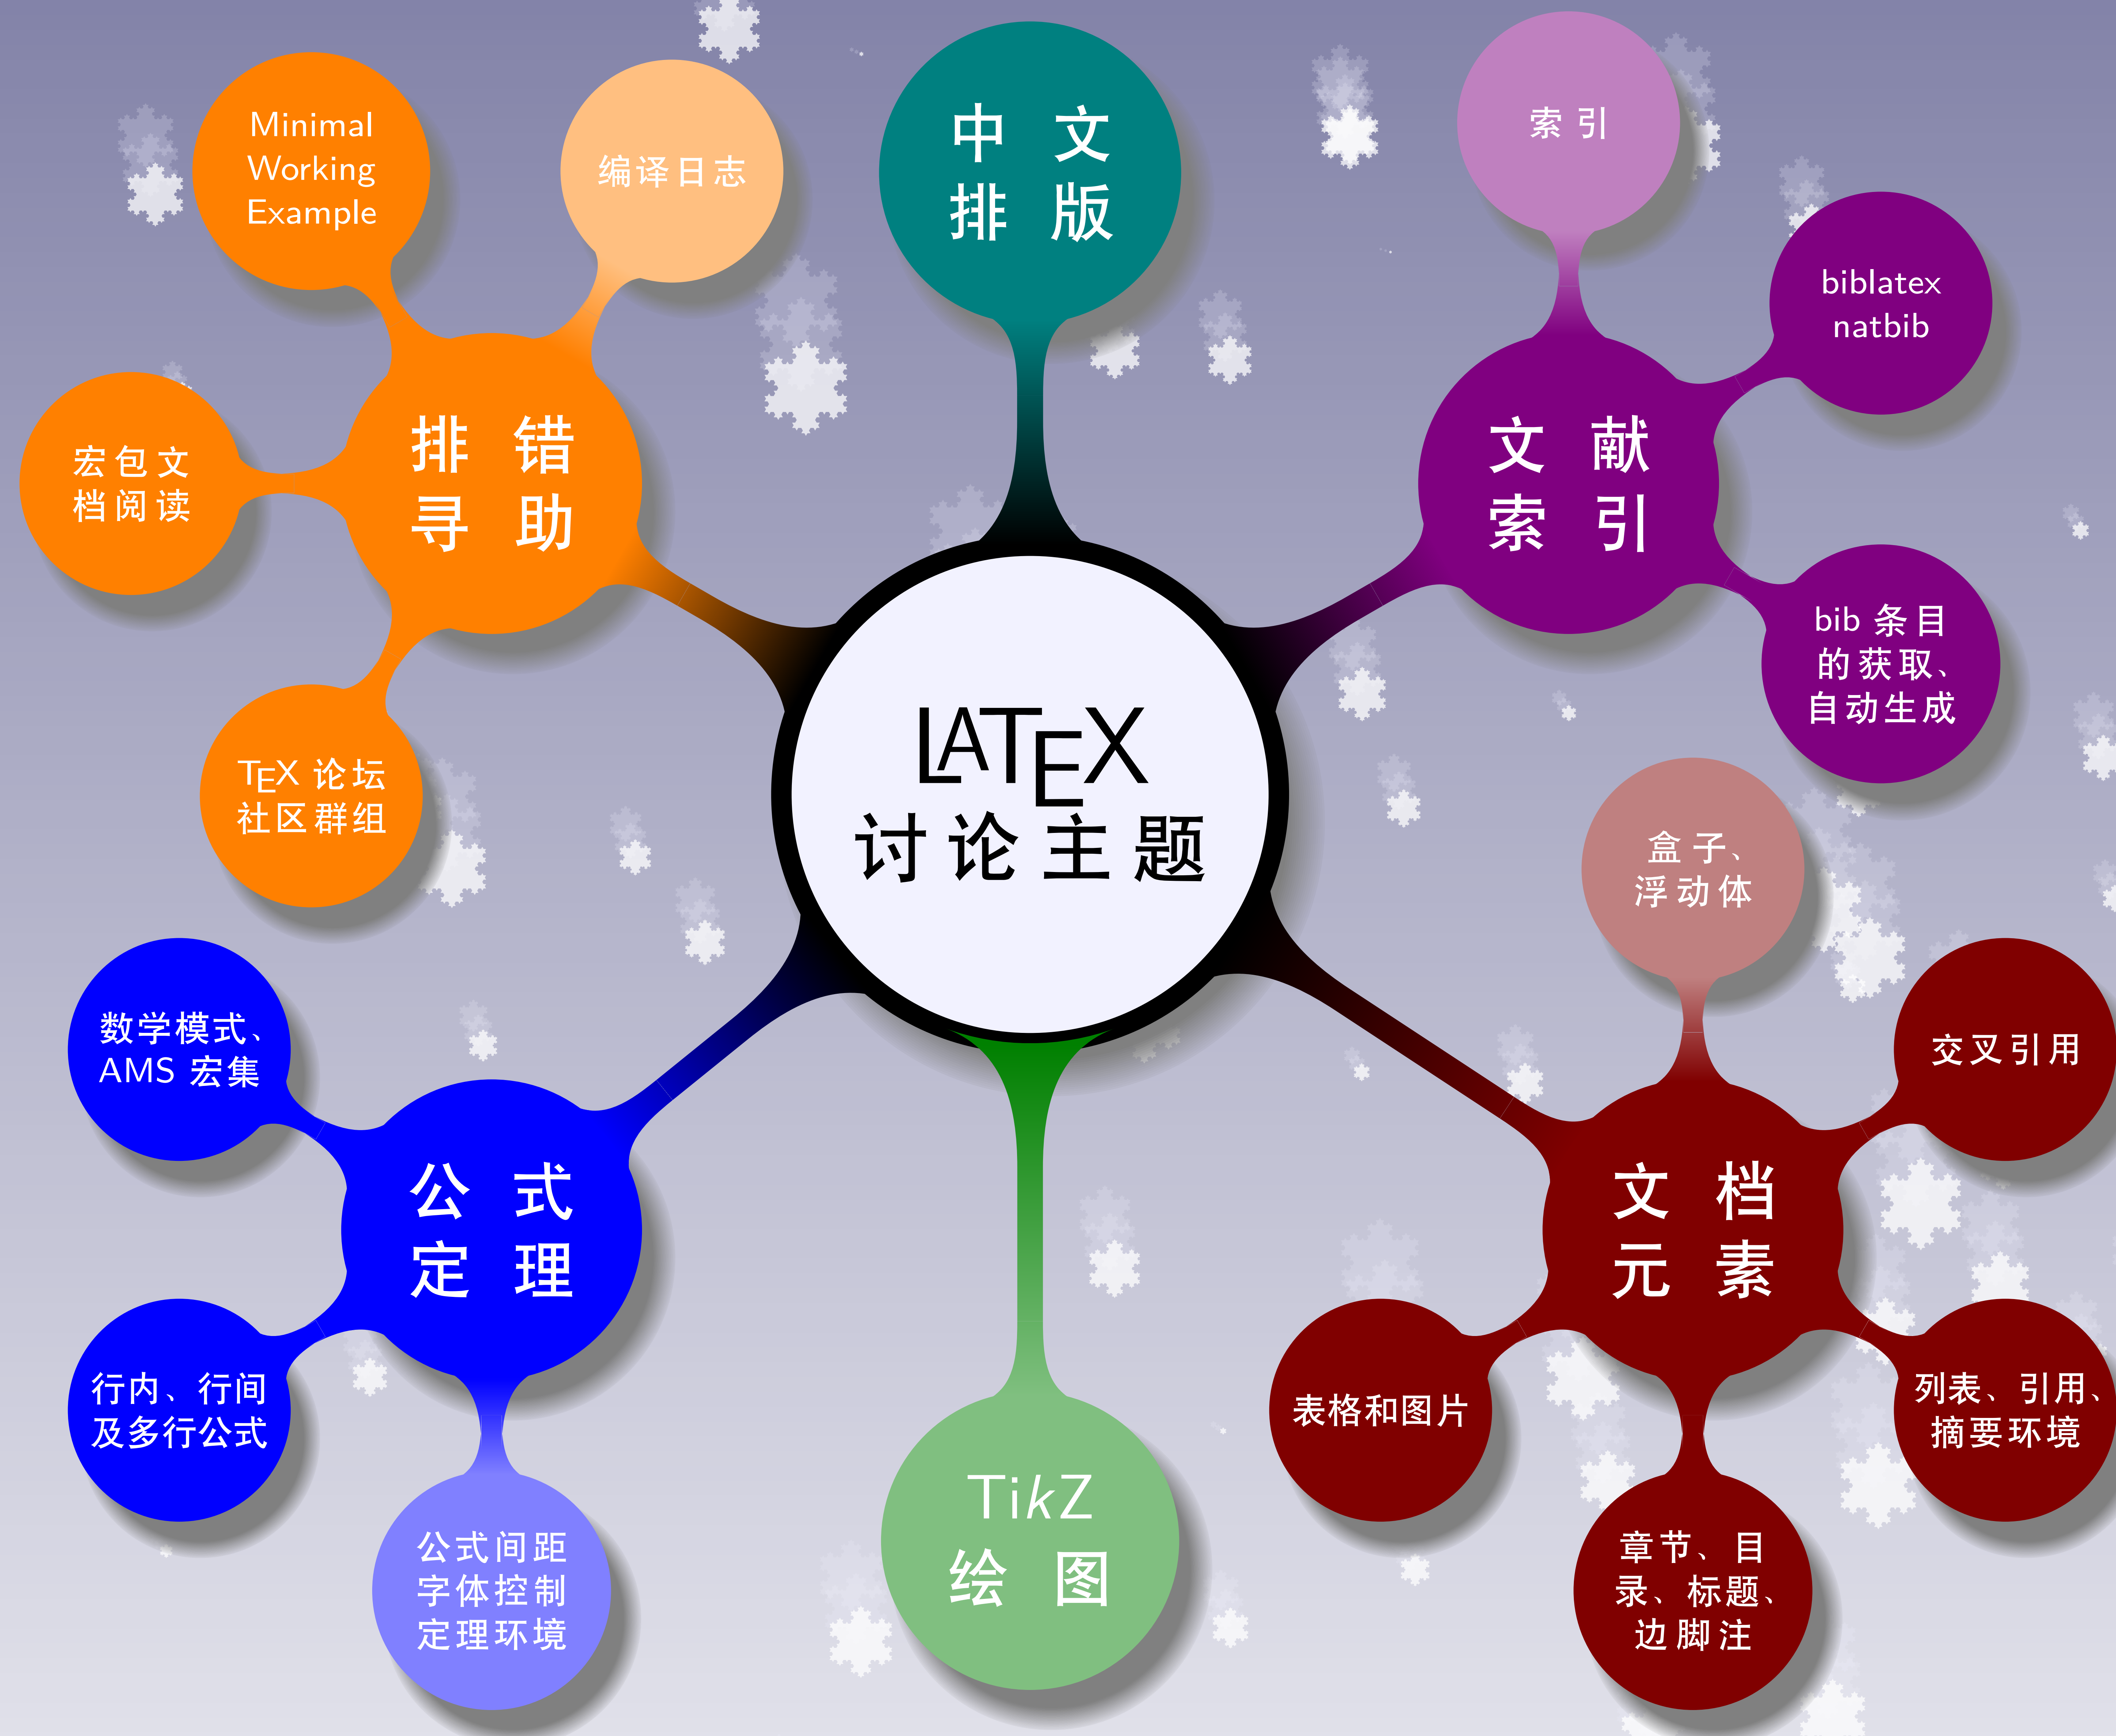 LATEX
讨论主题
中文
排版
排错
寻助
Minimal
Working
Example
编译日志
宏包文
档阅读
TEX 论坛
社区群组
文献
索引
索引
biblatex
natbib
bib 条目
的获取、
自动生成
公式
定理
数学模式、
AMS 宏集
行内、行间
及多行公式
公式间距
字体控制
定理环境
TikZ
绘图
文档
元素
盒子、
浮动体
交叉引用
列表、引用、
摘要环境
章节、目
录、标题、
边脚注
表格和图片